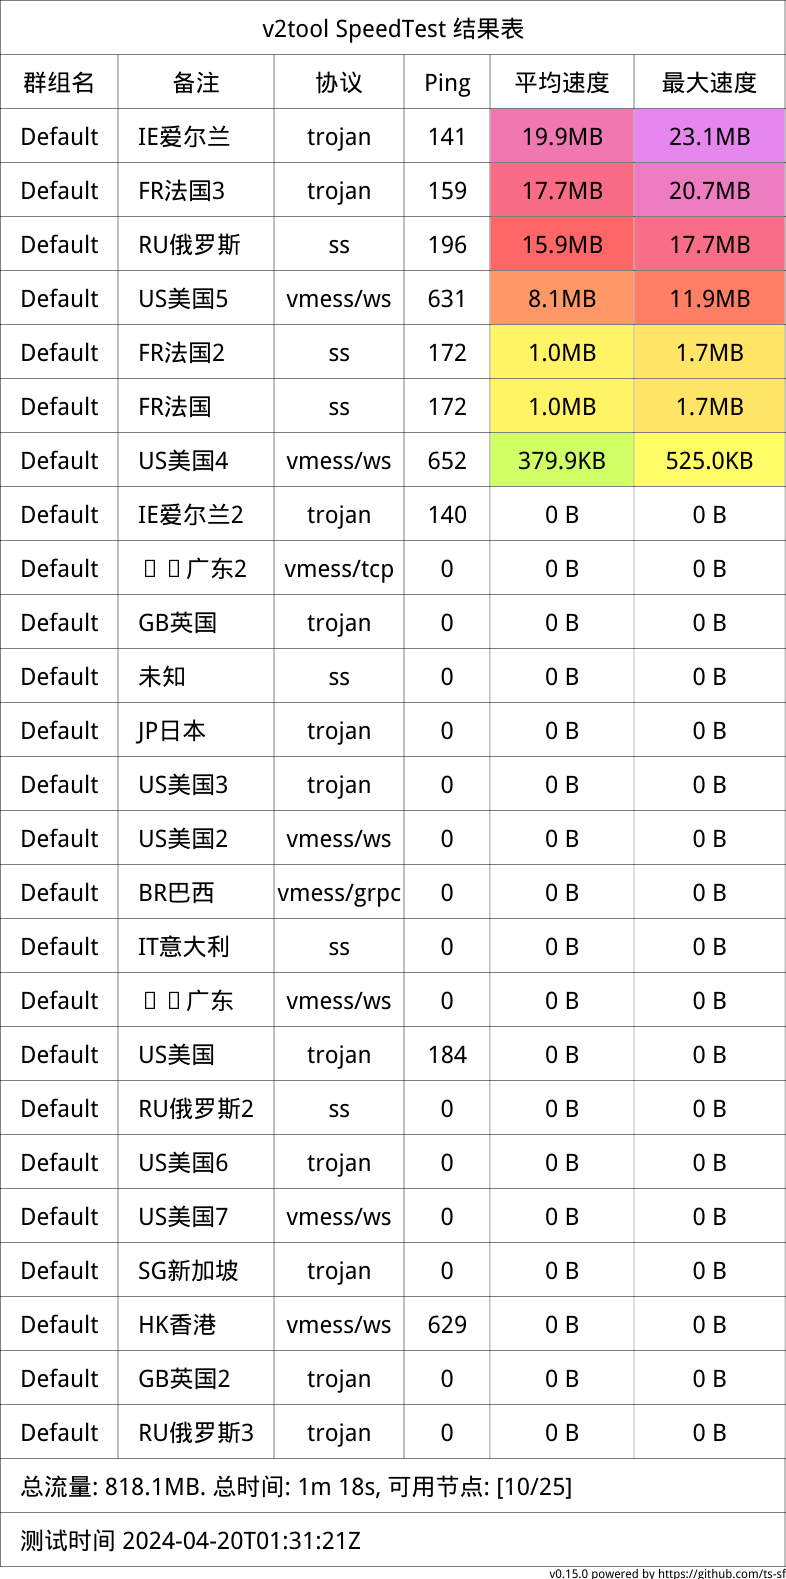 v2tool SpeedTest 结果表
群组名 备注 协议 Ping 平均速度 最大速度
Default IE爱尔兰 trojan 141 19.9MB 23.1MB
Default FR法国3 trojan 159 17.7MB 20.7MB
Default RU俄罗斯 ss 196 15.9MB 17.7MB
Default US美国5 vmess/ws 631 8.1MB 11.9MB
Default FR法国2 ss 172 1.0MB 1.7MB
Default FR法国 ss 172 1.0MB 1.7MB
Default US美国4 vmess/ws 652 379.9KB 525.0KB
Default IE爱尔兰2 trojan 140 0 B 0 B
Default 广东2 vmess/tcp 0 0 B 0 B
Default GB英国 trojan 0 0 B 0 B
Default 未知 ss 0 0 B 0 B
Default JP日本 trojan 0 0 B 0 B
Default US美国3 trojan 0 0 B 0 B
Default US美国2 vmess/ws 0 0 B 0 B
Default BR巴西 vmess/grpc 0 0 B 0 B
Default IT意大利 ss 0 0 B 0 B
Default 广东 vmess/ws 0 0 B 0 B
Default US美国 trojan 184 0 B 0 B
Default RU俄罗斯2 ss 0 0 B 0 B
Default US美国6 trojan 0 0 B 0 B
Default US美国7 vmess/ws 0 0 B 0 B
Default SG新加坡 trojan 0 0 B 0 B
Default HK香港 vmess/ws 629 0 B 0 B
Default GB英国2 trojan 0 0 B 0 B
Default RU俄罗斯3 trojan 0 0 B 0 B
总流量: 818.1MB. 总时间: 1m 18s, 可用节点: [10/25]
测试时间 2024-04-20T01:31:21Z
v0.15.0 powered by https://github.com/ts-sf